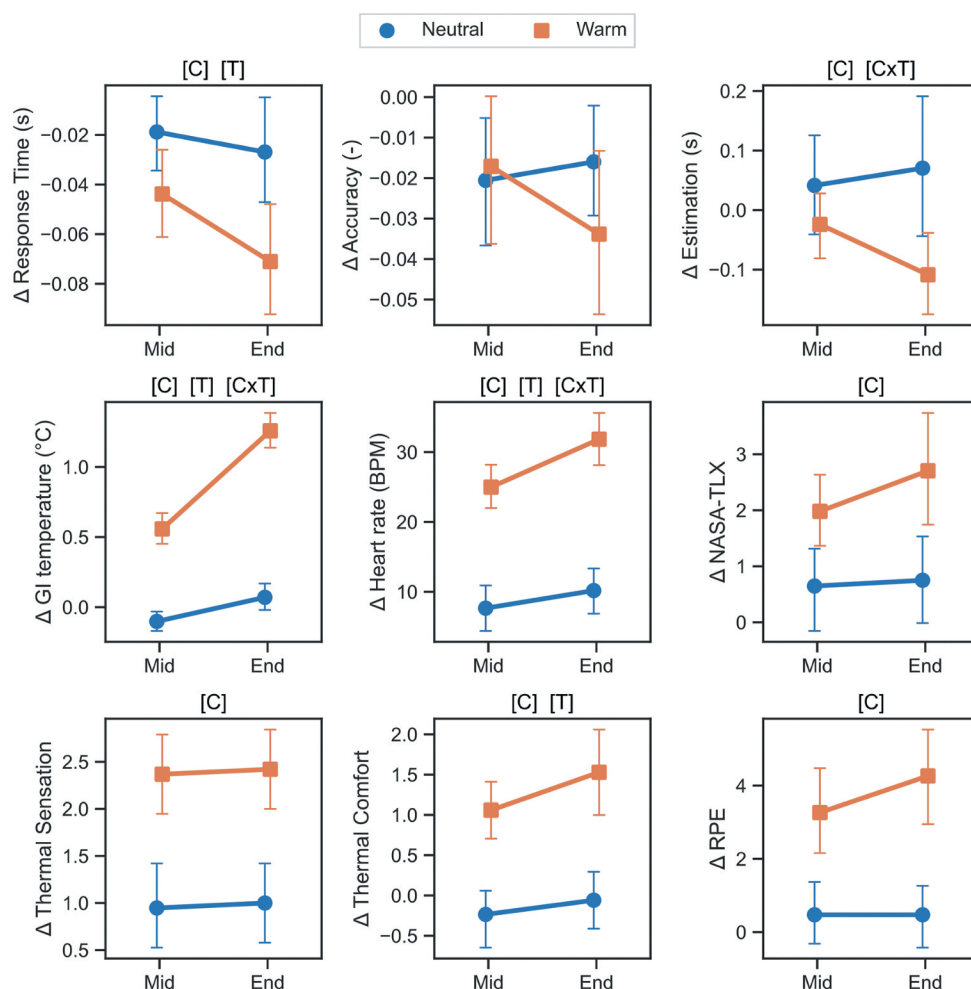 Neutral Warm
[C] [T]
Δ Response Time (s)
−0.02
−0.04
−0.06
−0.08
Mid End
Δ Accuracy (-)
0.00
−0.01
−0.02
−0.03
−0.04
−0.05
Mid End
[C] [CxT]
Δ Estimation (s)
0.2
0.1
0.0
−0.1
Mid End
[C] [T] [CxT]
Δ GI temperature (°C)
1.0
0.5
0.0
Mid End
[C] [T] [CxT]
Δ Heart rate (BPM)
30
20
10
Mid End
[C]
Δ NASA-TLX
3
2
1
0
Mid End
[C]
Δ Thermal Sensation
2.5
2.0
1.5
1.0
0.5
Mid End
[C] [T]
Δ Thermal Comfort
2.0
1.5
1.0
0.5
0.0
−0.5
Mid End
[C]
Δ RPE
4
2
0
Mid End